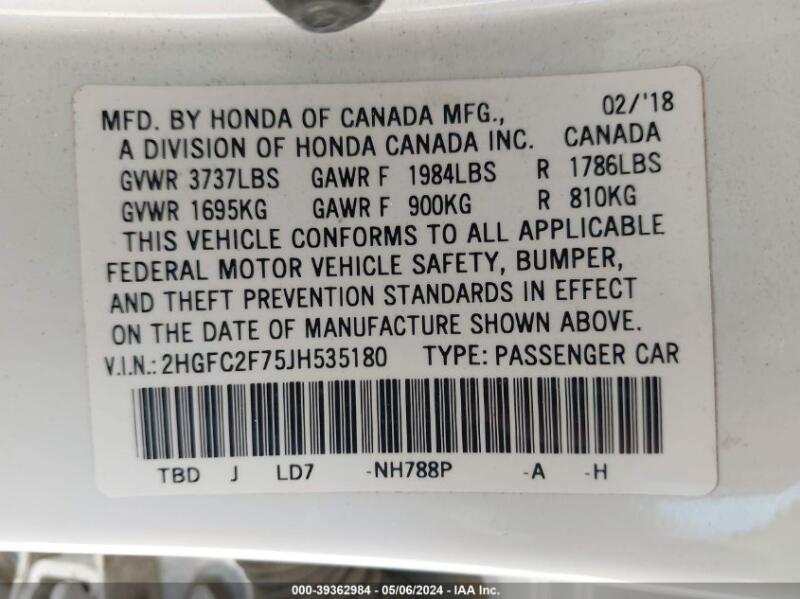 MFD. BY HONDA OF CANADA MFG., 02/'18
A DIVISION OF HONDA CANADA INC. CANADA
GVWR 3737LBS GAWR F 1984LBS R 1786LBS
GVWR 1695KG GAWR F 900KG R 810KG
THIS VEHICLE CONFORMS TO ALL APPLICABLE
FEDERAL MOTOR VEHICLE SAFETY, BUMPER,
AND THEFT PREVENTION STANDARDS IN EFFECT
ON THE DATE OF MANUFACTURE SHOWN ABOVE.
V.I.N.: 2HGFC2F75JH535180 TYPE: PASSENGER CAR
TBD J LD7 -NH788P -A -H
000-39362984 - 05/06/2024 - IAA Inc.